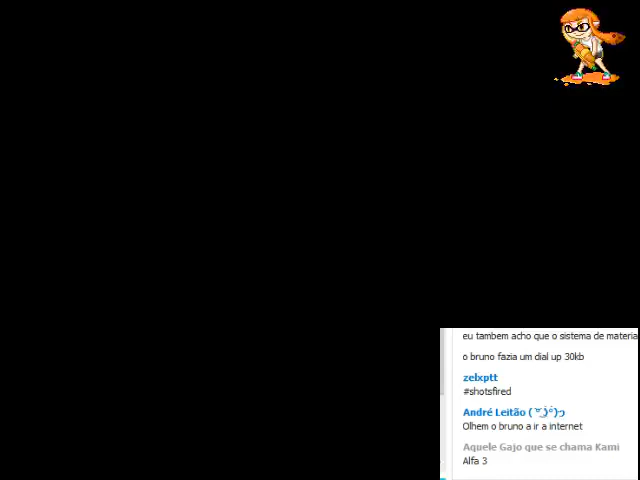 eu tambem acho que o sistema de materia
o bruno fazia um dial up 30kb
zelxptt
#shotsfired
André Leitão
Olhem o bruno a ir a internet
Aquele Gajo que se chama Kami
Alfa 3